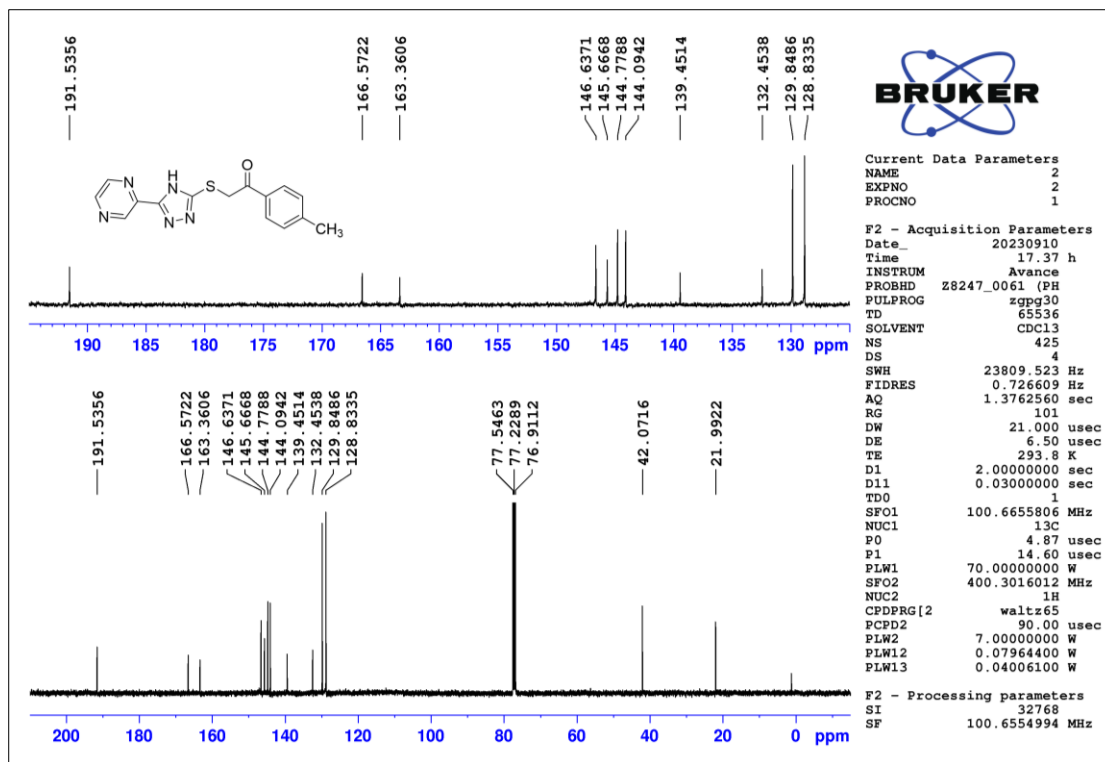 191.5356
166.5722
163.3606
146.6371
145.6668
144.7788
144.0942
139.4514
132.4538
129.8486
128.8335
O
N
N
H
N
N
N
S
CH3
190 185 180 175 170 165 160 155 150 145 140 135 130 ppm
191.5356
166.5722
163.3606
146.6371
145.6668
144.7788
144.0942
139.4514
132.4538
129.8486
128.8335
77.5463
77.2289
76.9112
42.0716
21.9922
200 180 160 140 120 100 80 60 40 20 0 ppm
BRUKER
Current Data Parameters
NAME 2
EXPNO 2
PROCNO 1
F2 - Acquisition Parameters
Date_ 20230910
Time 17.37 h
INSTRUM Avance
PROBHD Z8247_0061 (PH
PULPROG zgpg30
TD 65536
SOLVENT CDCl3
NS 425
DS 4
SWH 23809.523 Hz
FIDRES 0.726609 Hz
AQ 1.3762560 sec
RG 101
DW 21.000 usec
DE 6.50 usec
TE 293.8 K
D1 2.00000000 sec
D11 0.03000000 sec
TD0 1
SFO1 100.6655806 MHz
NUC1 13C
P0 4.87 usec
P1 14.60 usec
PLW1 70.00000000 W
SFO2 400.3016012 MHz
NUC2 1H
CPDPRG[2 waltz65
PCPD2 90.00 usec
PLW2 7.00000000 W
PLW12 0.07964400 W
PLW13 0.04006100 W
F2 - Processing parameters
SI 32768
SF 100.6554994 MHz